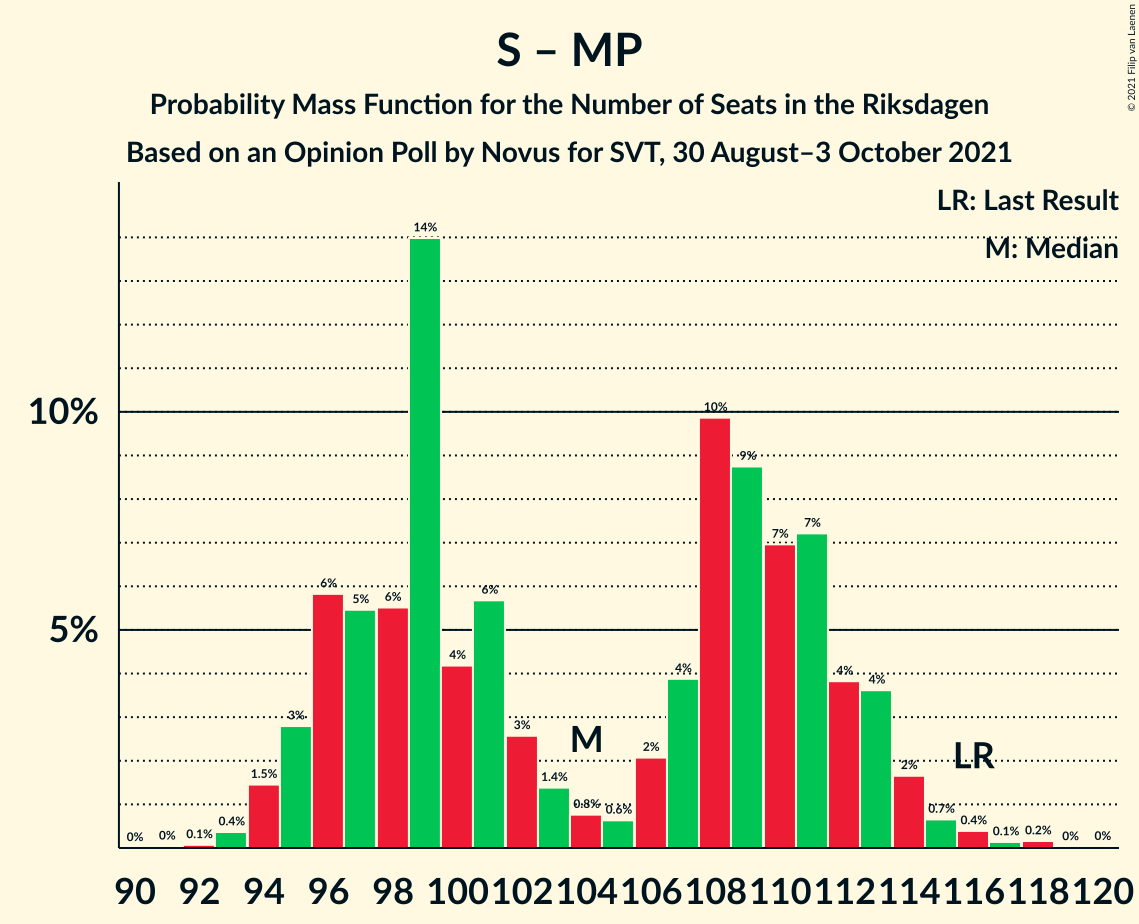 S – MP
Probability Mass Function for the Number of Seats in the Riksdagen
Based on an Opinion Poll by Novus for SVT, 30 August–3 October 2021
© 2021 Filip van Laenen
LR: Last Result
M: Median
10%
5%
0% 0% 0.1% 0.4% 1.5% 3% 6% 5% 6% 14% 4% 6% 3% 1.4% 0.8% 0.6% 2% 4% 10% 9% 7% 7% 4% 4% 2% 0.7% 0.4% 0.1% 0.2% 0% 0%
M
LR
90 92 94 96 98 100 102 104 106 108 110 112 114 116 118 120